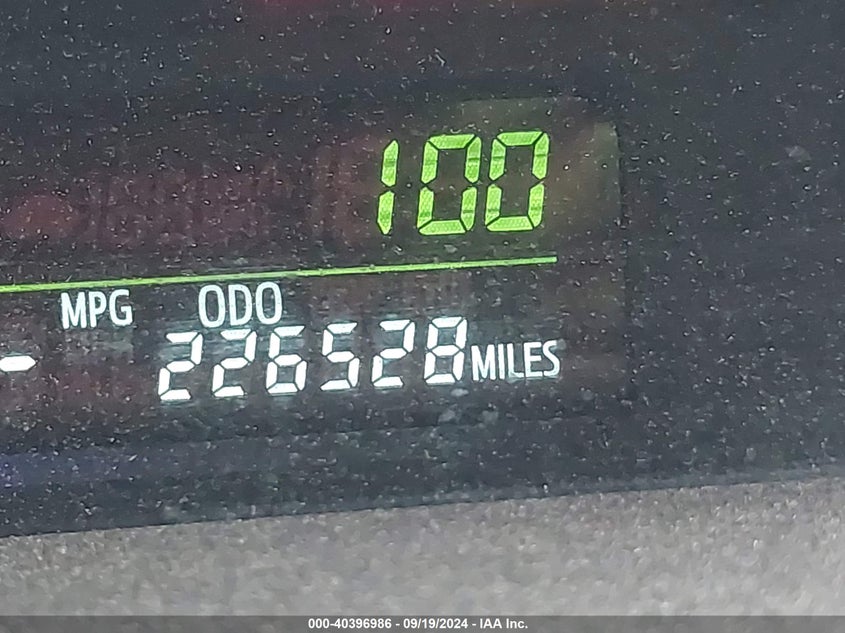 100
MPG ODO
- 226528 MILES
000-40396986 - 09/19/2024 - IAA Inc.